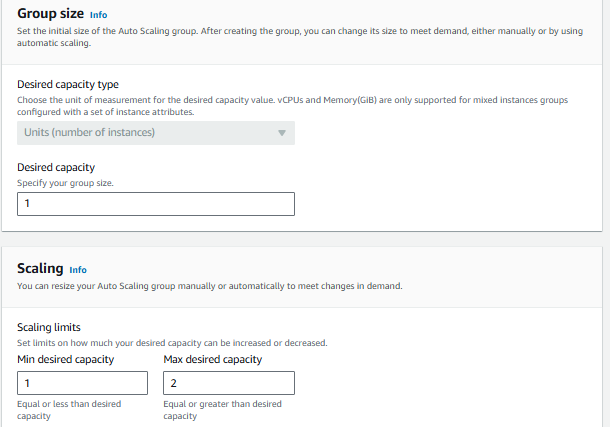 Group size Info
Set the initial size of the Auto Scaling group. After creating the group, you can change its size to meet demand, either manually or by using
automatic scaling.
Desired capacity type
Choose the unit of measurement for the desired capacity value. vCPUs and Memory(GiB) are only supported for mixed instances groups
configured with a set of instance attributes.
Units (number of instances)
Desired capacity
Specify your group size.
1
Scaling Info
You can resize your Auto Scaling group manually or automatically to meet changes in demand.
Scaling limits
Set limits on how much your desired capacity can be increased or decreased.
Min desired capacity Max desired capacity
1 2
Equal or less than desired Equal or greater than desired
capacity capacity